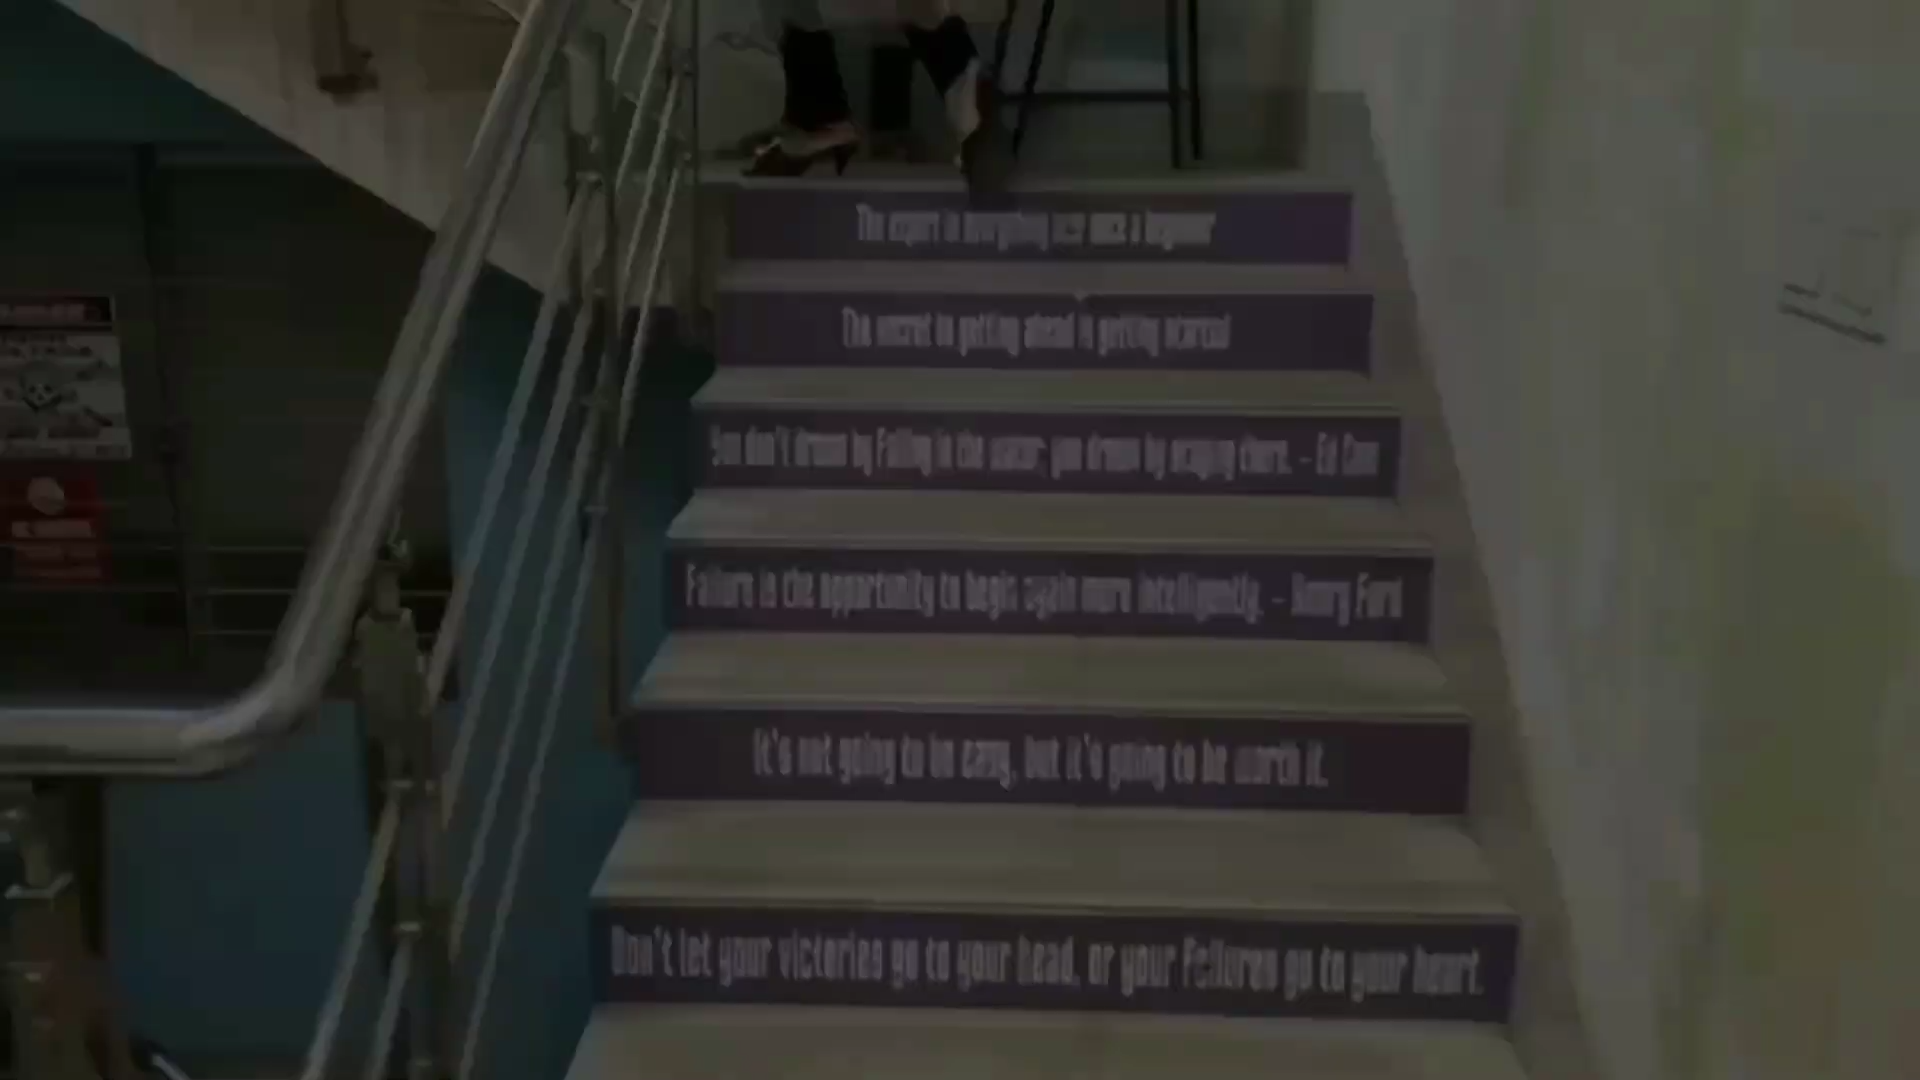 The expert in everything was once a beginner
The secret to getting ahead is getting started
You don't drown by falling in the water; you drown by staying there. – Ed Cole
Failure is the opportunity to begin again more intelligently. – Henry Ford
It's not going to be easy, but it's going to be worth it.
Don't let your victories go to your head, or your failures go to your heart.